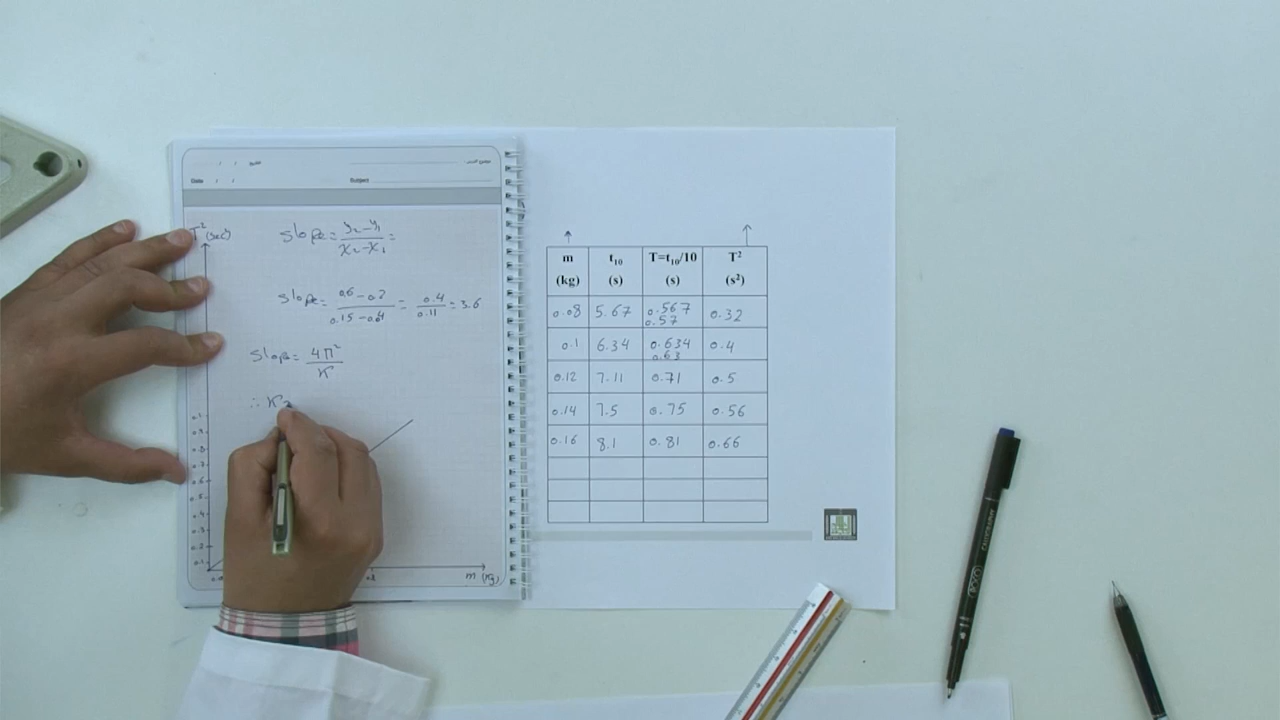 Date / /
Subject
T² (sec)
slope = y₂-y₁ / x₂-x₁ =
slope = 0.6-0.2 / 0.15-0.04 = 0.4 / 0.11 = 3.6
slope = 4π² / K
∴ K =
m (kg)
m (kg) t₁₀ (s) T=t₁₀/10 (s) T² (s²)
0.08 5.67 0.567 0.57 0.32
0.1 6.34 0.634 0.63 0.4
0.12 7.11 0.71 0.5
0.14 7.5 0.75 0.56
0.16 8.1 0.81 0.66